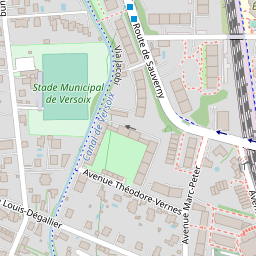 Via Jacobi
Route de Sauverny
Stade Municipal
de Versoix
Canal de Versoix
Avenue Théodore-Vernes
Avenue Marc-Peter
Louis-Dégallier